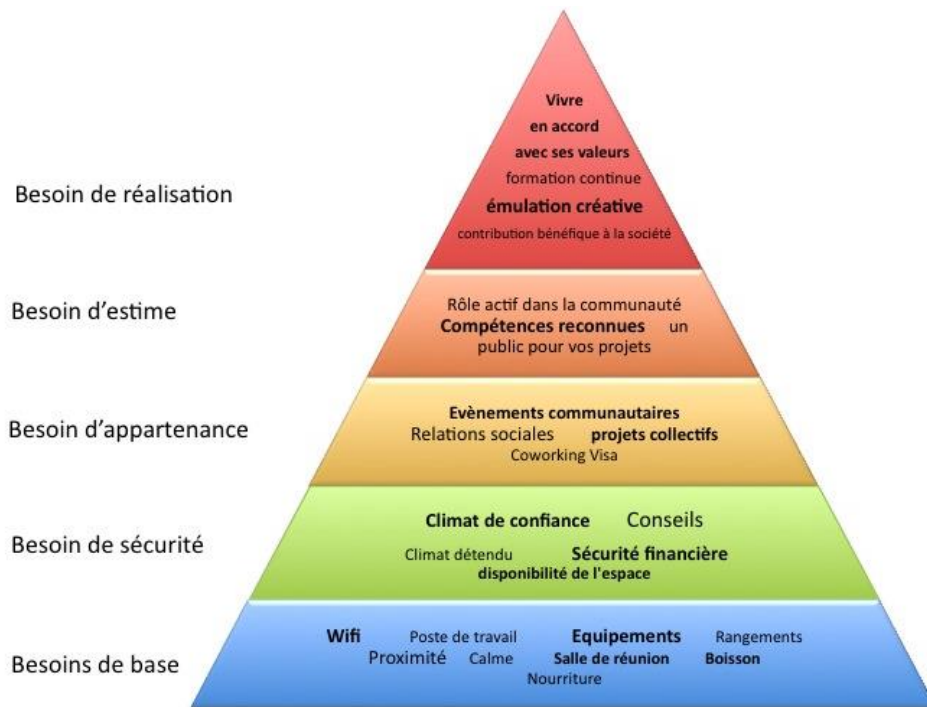 Vivre
en accord
avec ses valeurs
formation continue
Besoin de réalisation
émulation créative
contribution bénéfique à la société
Besoin d'estime
Rôle actif dans la communauté
Compétences reconnues un
public pour vos projets
Besoin d'appartenance
Evènements communautaires
Relations sociales projets collectifs
Coworking Visa
Besoin de sécurité
Climat de confiance Conseils
Climat détendu Sécurité financière
disponibilité de l'espace
Besoins de base
Wifi Poste de travail Equipements Rangements
Proximité Calme Salle de réunion Boisson
Nourriture